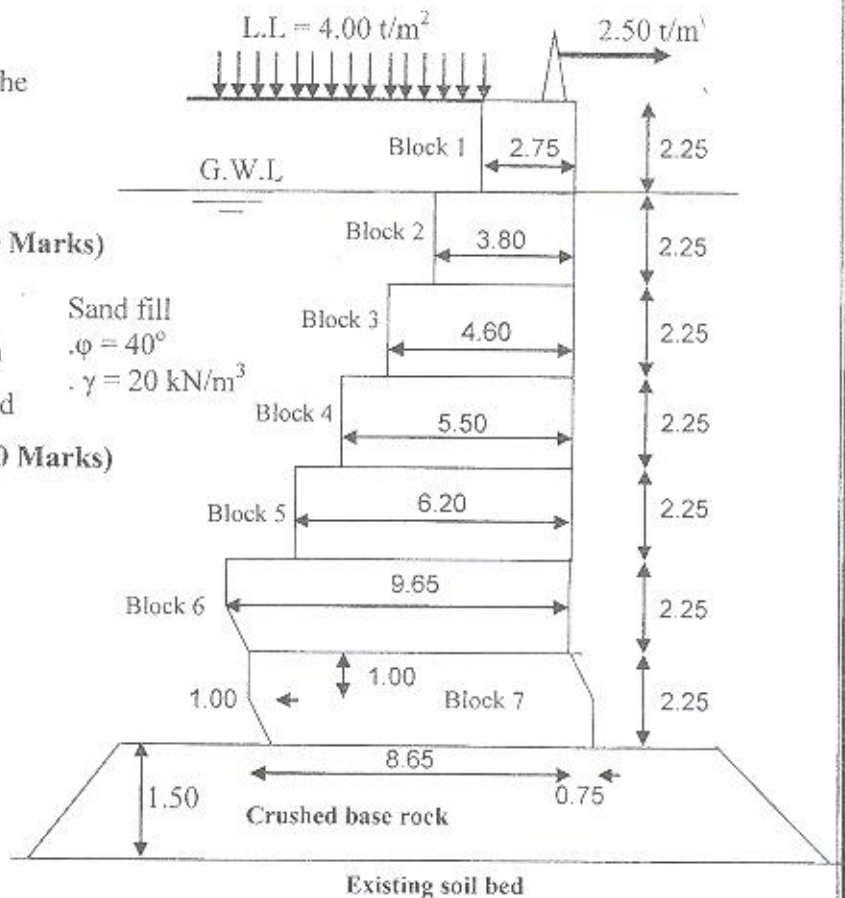 L.L = 4.00 t/m²
2.50 t/m
he
Block 1
2.75
2.25
G.W.L
Block 2
3.80
2.25
Marks)
Sand fill
.φ = 40°
. γ = 20 kN/m³
Block 3
4.60
2.25
d
Block 4
5.50
2.25
0 Marks)
Block 5
6.20
2.25
Block 6
9.65
2.25
1.00
1.00
Block 7
2.25
8.65
0.75
1.50
Crushed base rock
Existing soil bed